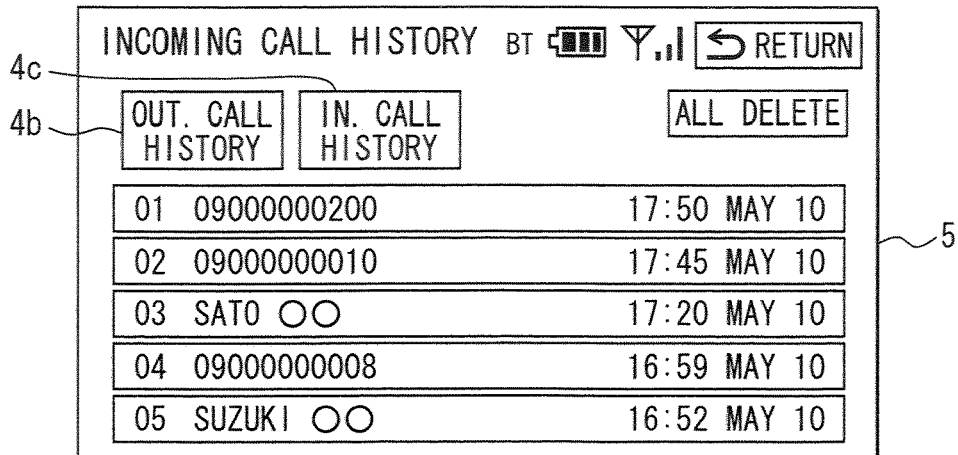 INCOMING CALL HISTORY BT RETURN
4c
4b
OUT. CALL HISTORY
IN. CALL HISTORY
ALL DELETE
01 09000000200 17:50 MAY 10
02 09000000010 17:45 MAY 10
5
03 SATO ○○ 17:20 MAY 10
04 09000000008 16:59 MAY 10
05 SUZUKI ○○ 16:52 MAY 10